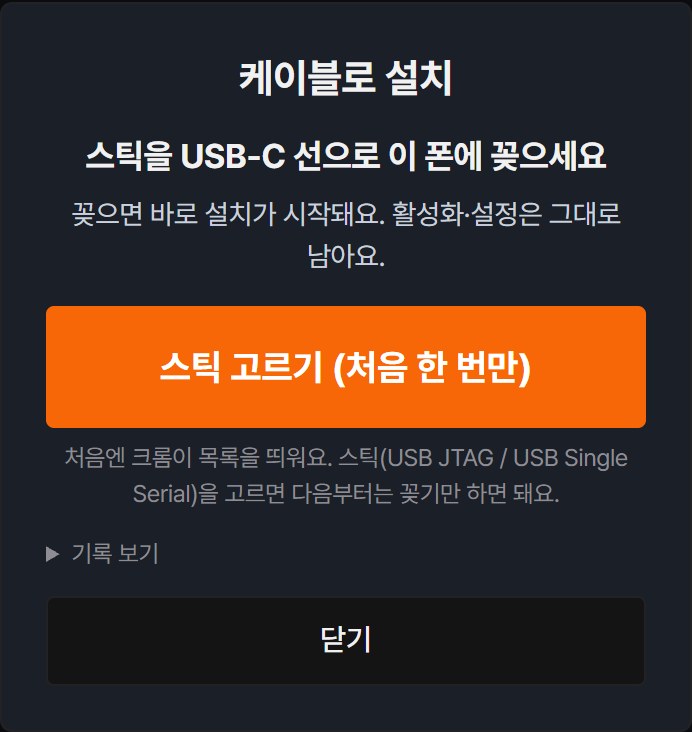 케이블로 설치
스틱을 USB-C 선으로 이 폰에 꽂으세요
꽂으면 바로 설치가 시작돼요. 활성화·설정은 그대로
남아요.
스틱 고르기 (처음 한 번만)
처음엔 크롬이 목록을 띄워요. 스틱(USB JTAG / USB Single
Serial)을 고르면 다음부터는 꽂기만 하면 돼요.
▶ 기록 보기
닫기